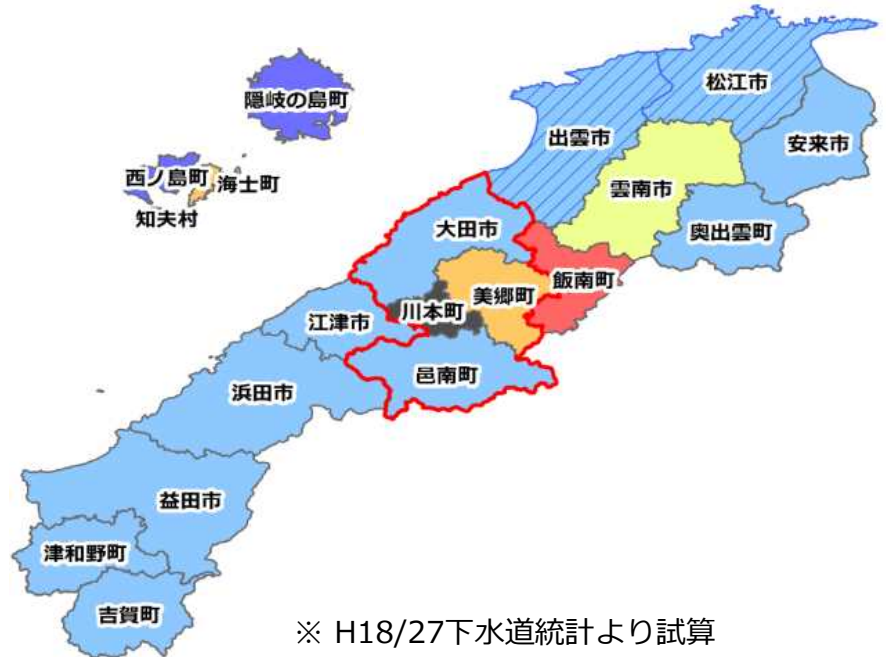 隠岐の島町
西ノ島町
海士町
知夫村
松江市
出雲市
安来市
雲南市
奥出雲町
大田市
飯南町
美郷町
川本町
江津市
邑南町
浜田市
益田市
津和野町
吉賀町
※ H18/27下水道統計より試算